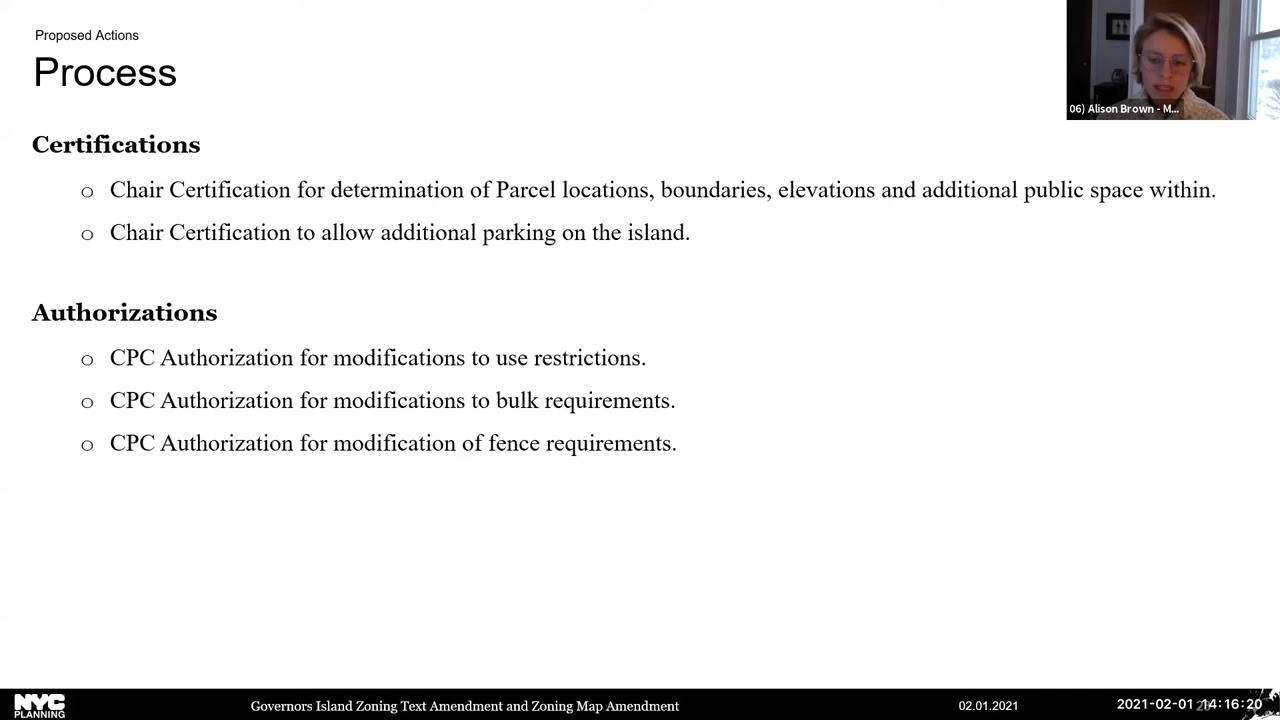 Proposed Actions
Process
06) Alison Brown - M...
Certifications
o Chair Certification for determination of Parcel locations, boundaries, elevations and additional public space within.
o Chair Certification to allow additional parking on the island.
Authorizations
o CPC Authorization for modifications to use restrictions.
o CPC Authorization for modifications to bulk requirements.
o CPC Authorization for modification of fence requirements.
NYC
PLANNING
Governors Island Zoning Text Amendment and Zoning Map Amendment
02.01.2021
2021-02-01 14:16:20